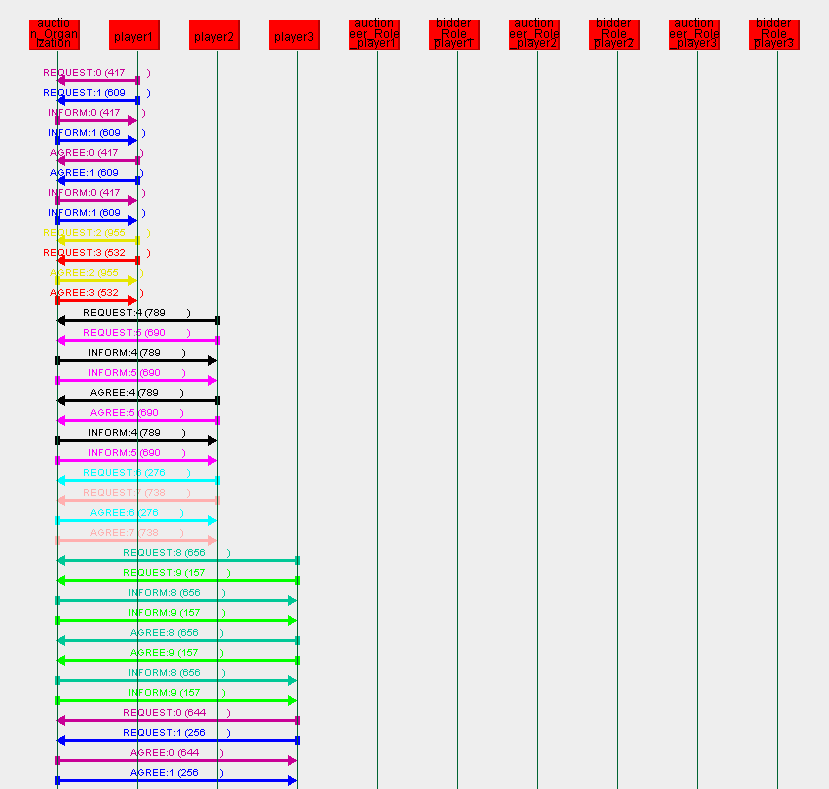 auctio
n_Organ
ization
player1
player2
player3
auction
eer_Role
_player1
bidder_
Role_
player1
auction
eer_Role
_player2
bidder_
Role_
player2
auction
eer_Role
_player3
bidder_
Role_
player3
REQUEST:0 (417 )
REQUEST:1 (609 )
INFORM:0 (417 )
INFORM:1 (609 )
AGREE:0 (417 )
AGREE:1 (609 )
INFORM:0 (417 )
INFORM:1 (609 )
REQUEST:2 (955 )
REQUEST:3 (532 )
AGREE:2 (955 )
AGREE:3 (532 )
REQUEST:4 (789 )
REQUEST:5 (690 )
INFORM:4 (789 )
INFORM:5 (690 )
AGREE:4 (789 )
AGREE:5 (690 )
INFORM:4 (789 )
INFORM:5 (690 )
REQUEST:6 (276 )
REQUEST:7 (738 )
AGREE:6 (276 )
AGREE:7 (738 )
REQUEST:8 (656 )
REQUEST:9 (157 )
INFORM:8 (656 )
INFORM:9 (157 )
AGREE:8 (656 )
AGREE:9 (157 )
INFORM:8 (656 )
INFORM:9 (157 )
REQUEST:0 (644 )
REQUEST:1 (256 )
AGREE:0 (644 )
AGREE:1 (256 )